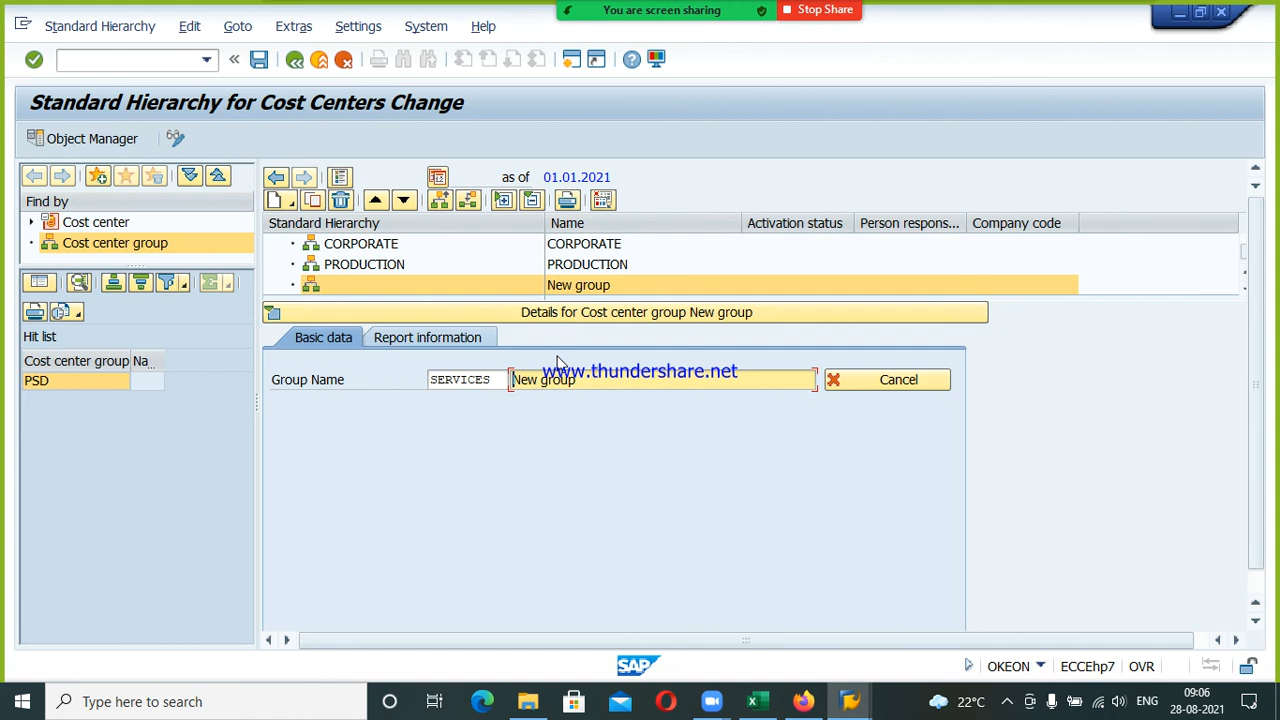 You are screen sharing
Stop Share
Standard Hierarchy Edit Goto Extras Settings System Help
Standard Hierarchy for Cost Centers Change
Object Manager
as of 01.01.2021
Find by
Cost center
Cost center group
Standard Hierarchy Name Activation status Person respons... Company code
CORPORATE CORPORATE
PRODUCTION PRODUCTION
New group
Details for Cost center group New group
Basic data Report information
Hit list
Cost center group Na...
PSD
www.thundershare.net
Group Name SERVICES New group Cancel
SAP
OKEON ECCEhp7 OVR
Type here to search
22°C ENG
09:06
28-08-2021